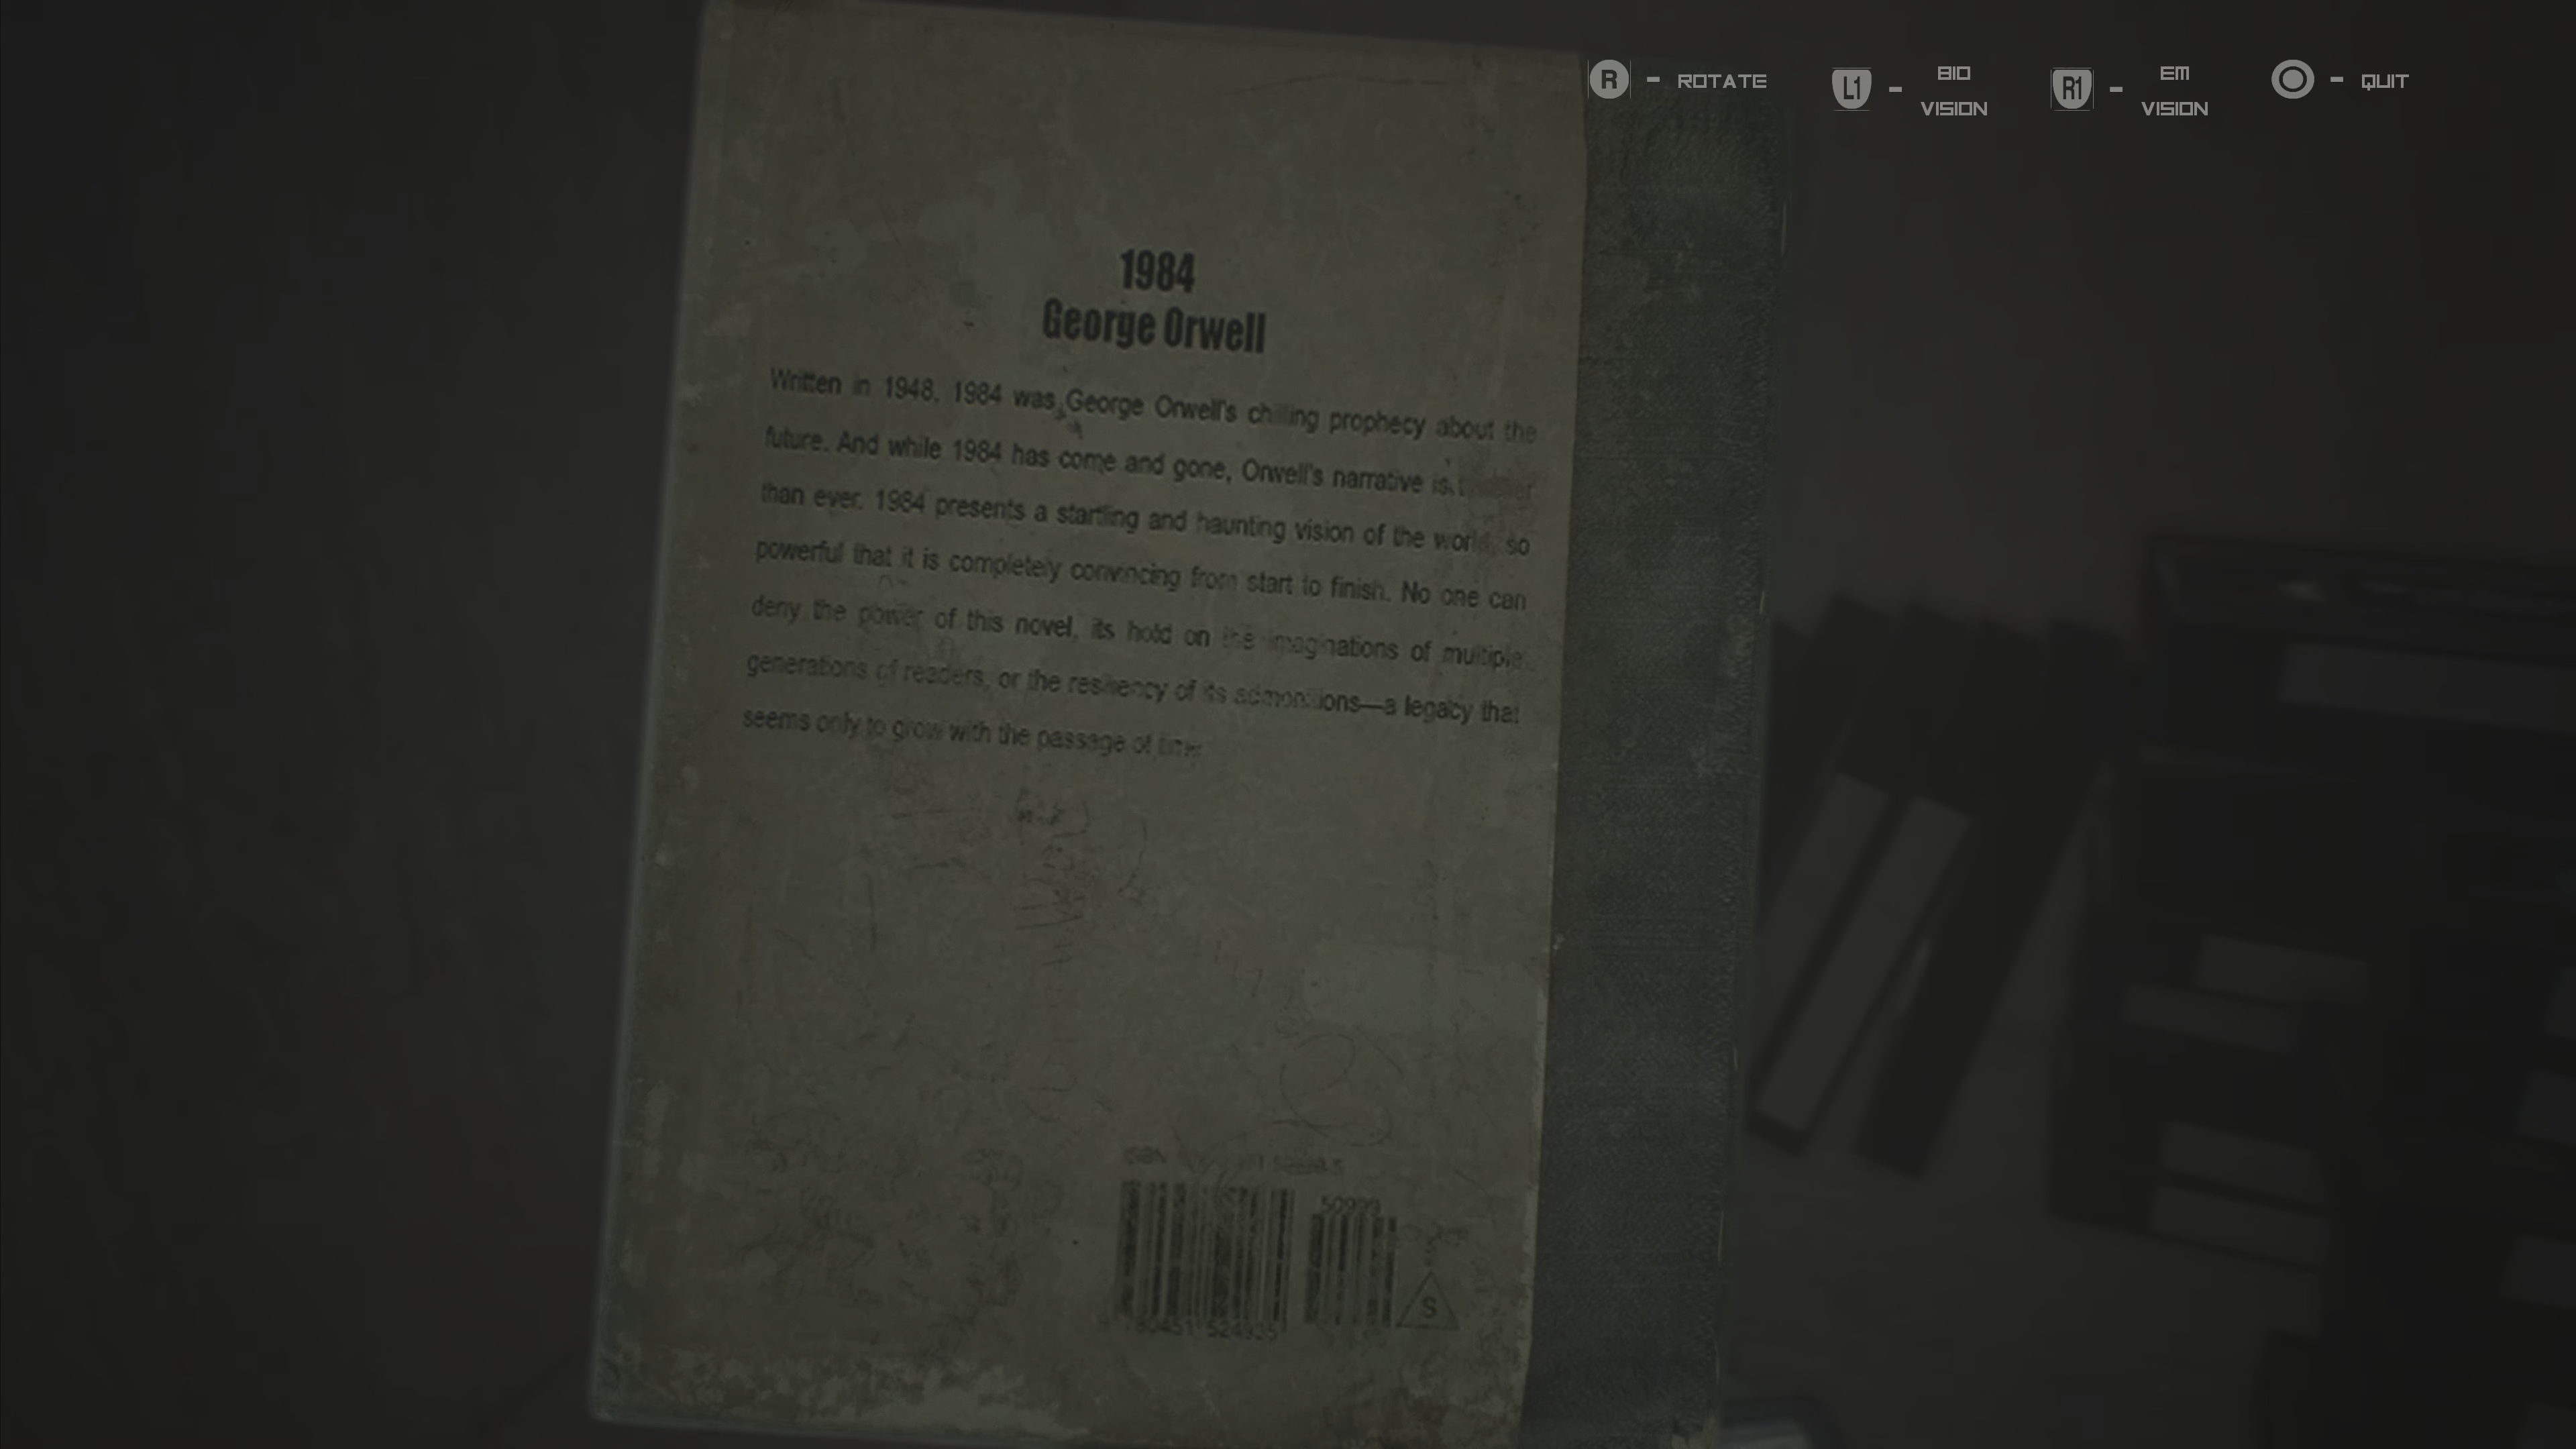 R - ROTATE
L1 - BIO VISION
R1 - EM VISION
- QUIT
1984
George Orwell
Written in 1948, 1984 was George Orwell's chilling prophecy about the
future. And while 1984 has come and gone, Orwell's narrative is
than ever. 1984 presents a startling and haunting vision of the world, so
powerful that it is completely convincing from start to finish. No one can
deny the power of this novel, its hold on the imaginations of multiple
generations of readers, or the resiliency of its admonitions—a legacy that
seems only to grow with the passage of time
ISBN
50999
S